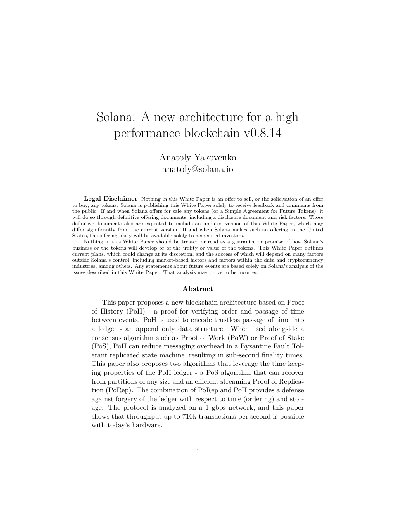 Solana: A new architecture for a high
performance blockchain v0.8.14
Anatoly Yakovenko
anatoly@solana.io
Legal Disclaimer Nothing in this White Paper is an offer to sell, or the solicitation of an offer
to buy, any tokens. Solana is publishing this White Paper solely to receive feedback and comments from
the public. If and when Solana offers for sale any tokens (or a Simple Agreement for Future Tokens), it
will do so through definitive offering documents, including a disclosure document and risk factors. Those
definitive documents also are expected to include an updated version of this White Paper, which may
differ significantly from the current version. If and when Solana makes such an offering in the United
States, the offering likely will be available solely to accredited investors.
Nothing in this White Paper should be treated or read as a guarantee or promise of how Solana's
business or the tokens will develop or of the utility or value of the tokens. This White Paper outlines
current plans, which could change at its discretion, and the success of which will depend on many factors
outside Solana's control, including market-based factors and factors within the data and cryptocurrency
industries, among others. Any statements about future events are based solely on Solana's analysis of the
issues described in this White Paper. That analysis may prove to be incorrect.
Abstract
This paper proposes a new blockchain architecture based on Proof
of History (PoH) - a proof for verifying order and passage of time
between events. PoH is used to encode trustless passage of time into
a ledger - an append only data structure. When used alongside a
consensus algorithm such as Proof of Work (PoW) or Proof of Stake
(PoS), PoH can reduce messaging overhead in a Byzantine Fault Tol-
erant replicated state machine, resulting in sub-second finality times.
This paper also proposes two algorithms that leverage the time keep-
ing properties of the PoH ledger - a PoS algorithm that can recover
from partitions of any size and an efficient streaming Proof of Replica-
tion (PoRep). The combination of PoRep and PoH provides a defense
against forgery of the ledger with respect to time (ordering) and stor-
age. The protocol is analyzed on a 1 gbps network, and this paper
shows that throughput up to 710k transactions per second is possible
with today's hardware.